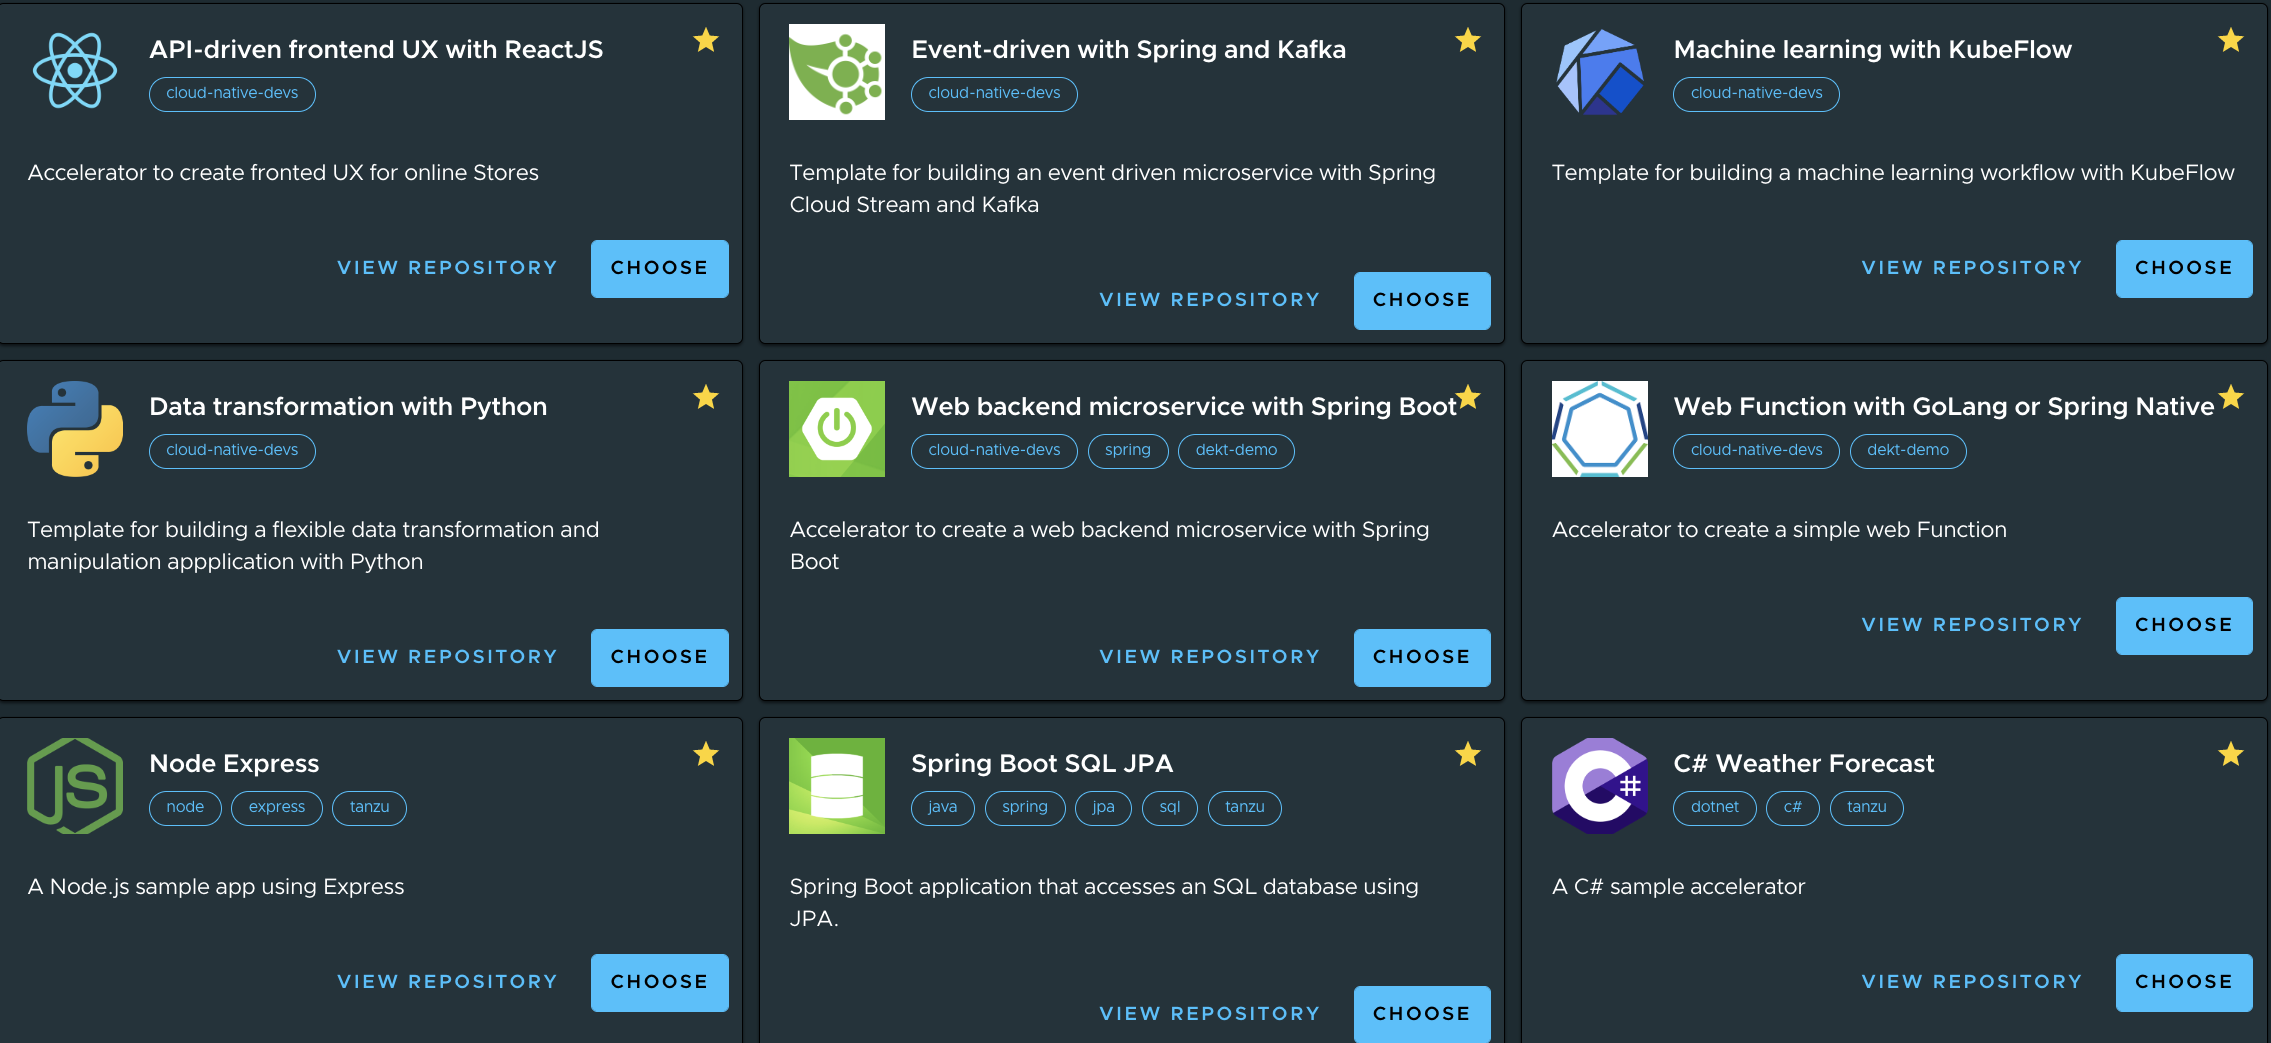 API-driven frontend UX with ReactJS
cloud-native-devs
Accelerator to create fronted UX for online Stores
VIEW REPOSITORY
CHOOSE
Event-driven with Spring and Kafka
cloud-native-devs
Template for building an event driven microservice with Spring
Cloud Stream and Kafka
VIEW REPOSITORY
CHOOSE
Machine learning with KubeFlow
cloud-native-devs
Template for building a machine learning workflow with KubeFlow
VIEW REPOSITORY
CHOOSE
Data transformation with Python
cloud-native-devs
Template for building a flexible data transformation and
manipulation appplication with Python
VIEW REPOSITORY
CHOOSE
Web backend microservice with Spring Boot
cloud-native-devs spring dekt-demo
Accelerator to create a web backend microservice with Spring
Boot
VIEW REPOSITORY
CHOOSE
Web Function with GoLang or Spring Native
cloud-native-devs dekt-demo
Accelerator to create a simple web Function
VIEW REPOSITORY
CHOOSE
JS
Node Express
node express tanzu
A Node.js sample app using Express
VIEW REPOSITORY
CHOOSE
Spring Boot SQL JPA
java spring jpa sql tanzu
Spring Boot application that accesses an SQL database using
JPA.
VIEW REPOSITORY
CHOOSE
C#
C# Weather Forecast
dotnet c# tanzu
A C# sample accelerator
VIEW REPOSITORY
CHOOSE